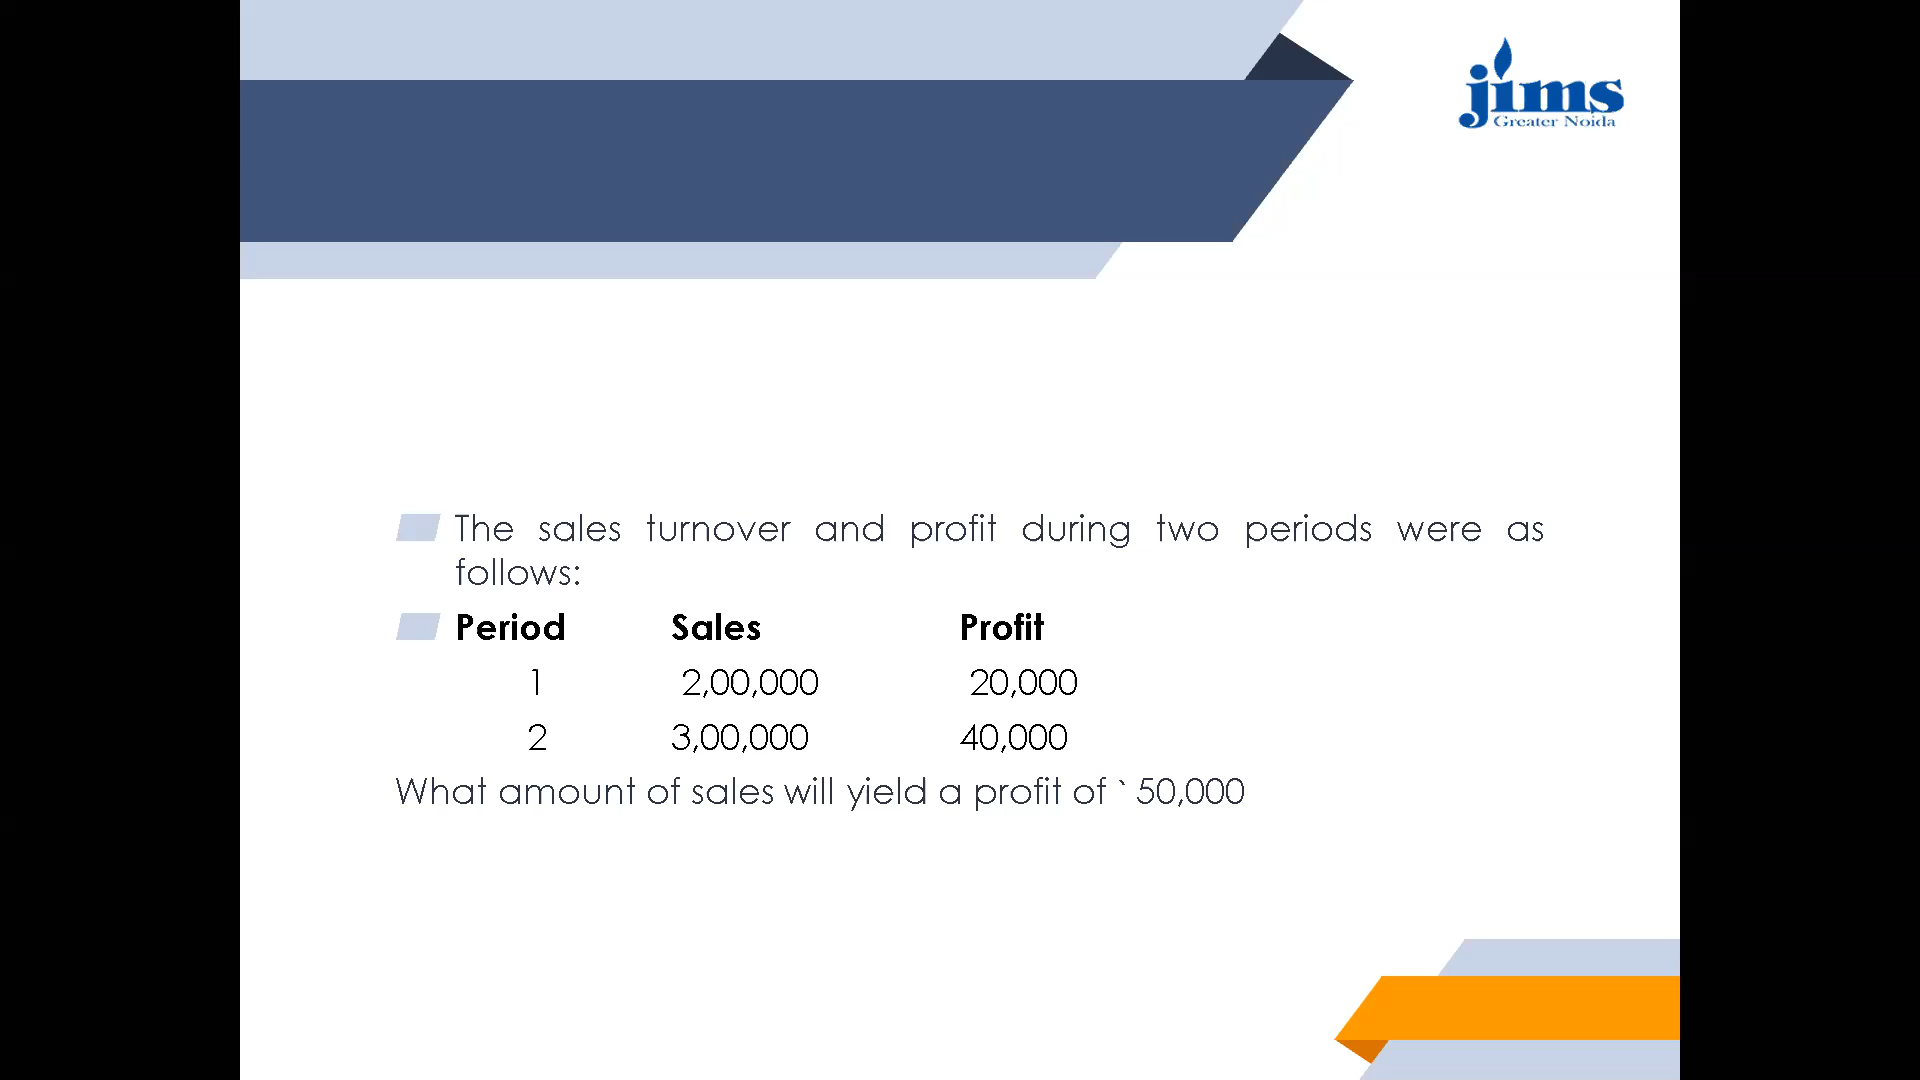 jims
Greater Noida
The sales turnover and profit during two periods were as
follows:
Period Sales Profit
1 2,00,000 20,000
2 3,00,000 40,000
What amount of sales will yield a profit of ` 50,000